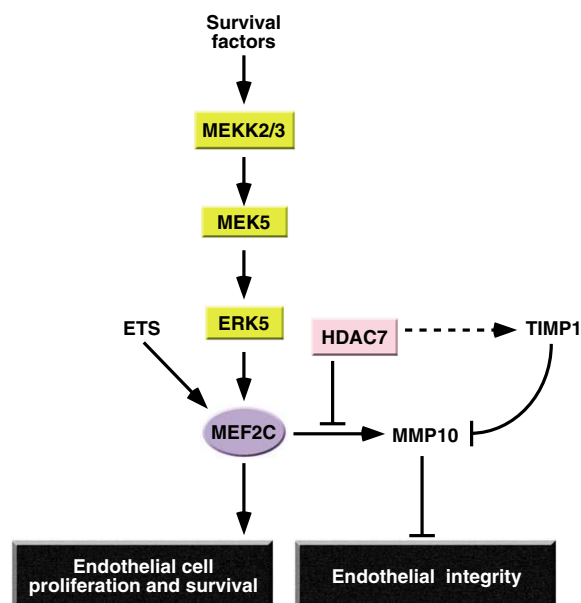 Survival
factors
MEKK2/3
MEK5
ERK5
ETS
HDAC7
TIMP1
MEF2C
MMP10
Endothelial cell
proliferation and survival
Endothelial integrity